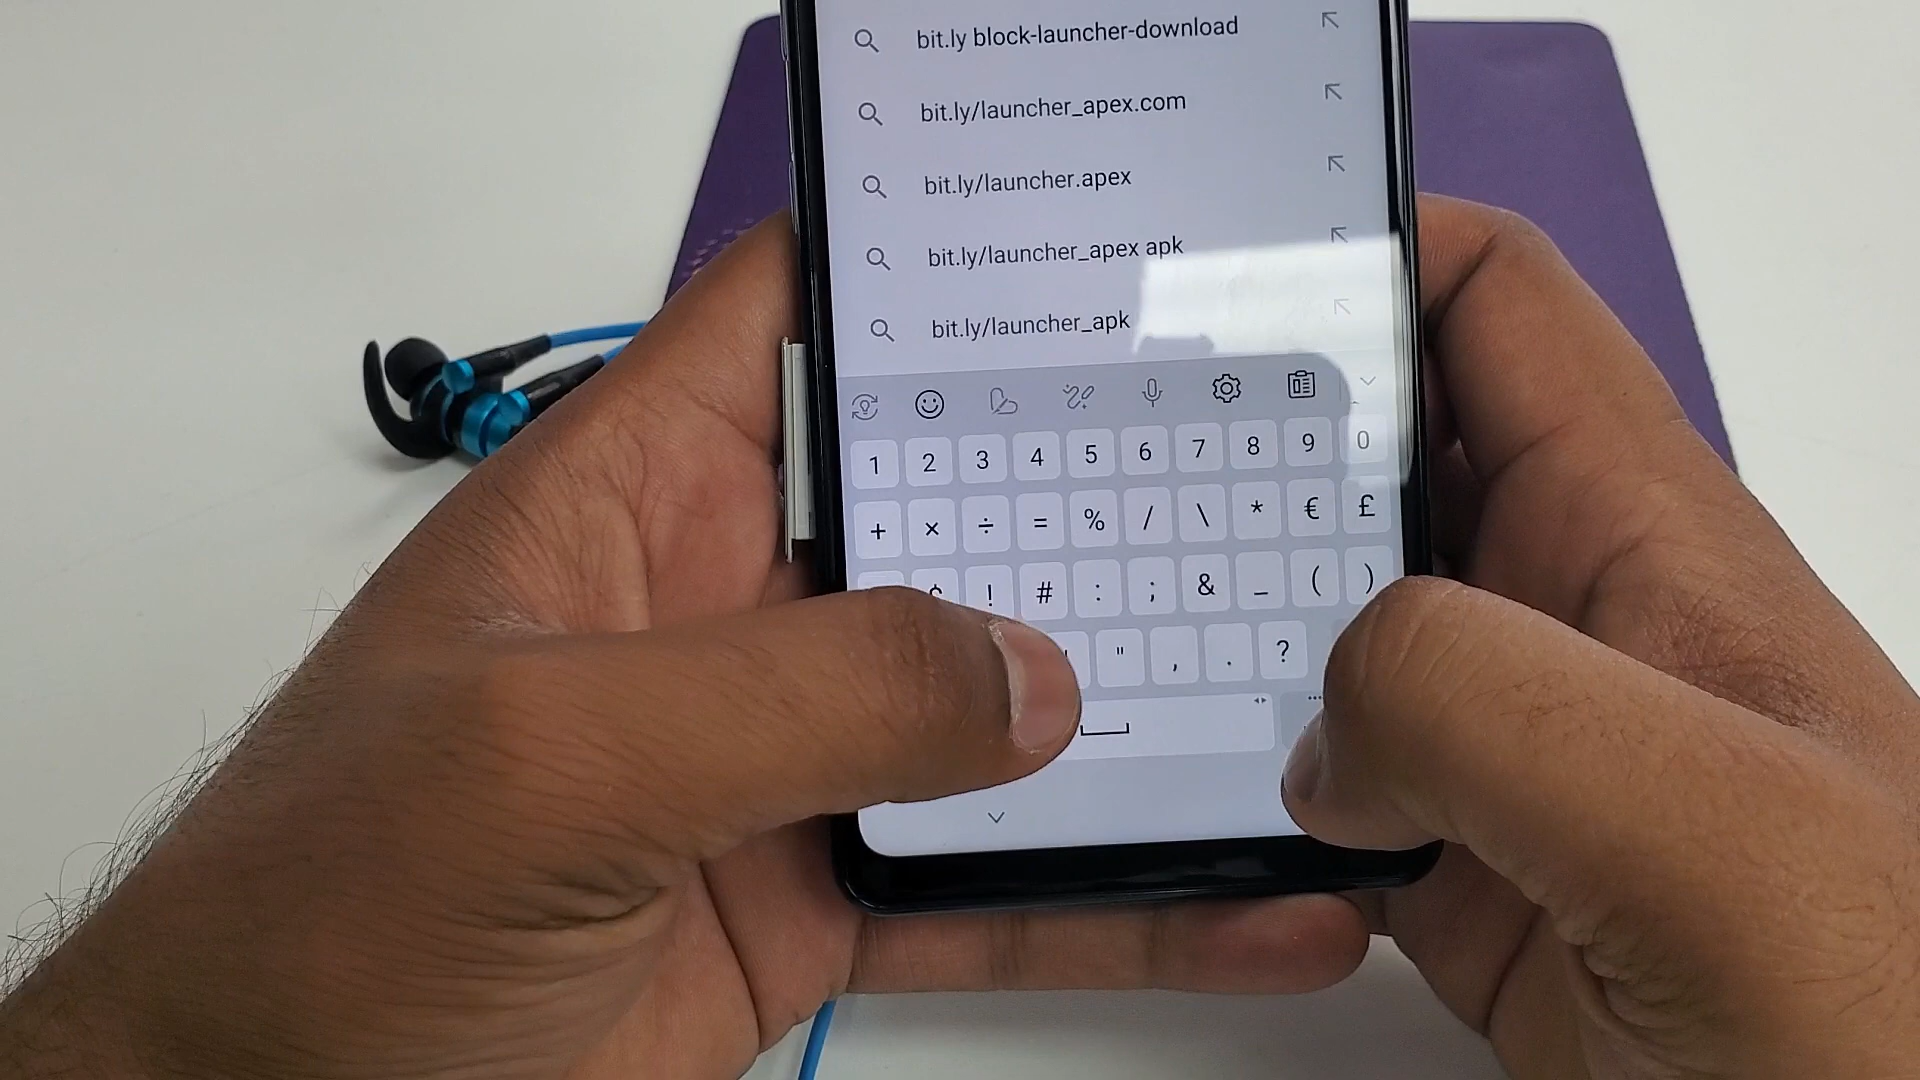 bit.ly block-launcher-download
bit.ly/launcher_apex.com
bit.ly/launcher.apex
bit.ly/launcher_apex apk
bit.ly/launcher_apk
1 2 3 4 5 6 7 8 9 0
+ × ÷ = % / \ * € £
! # : ; & _ ( )
" , . ?